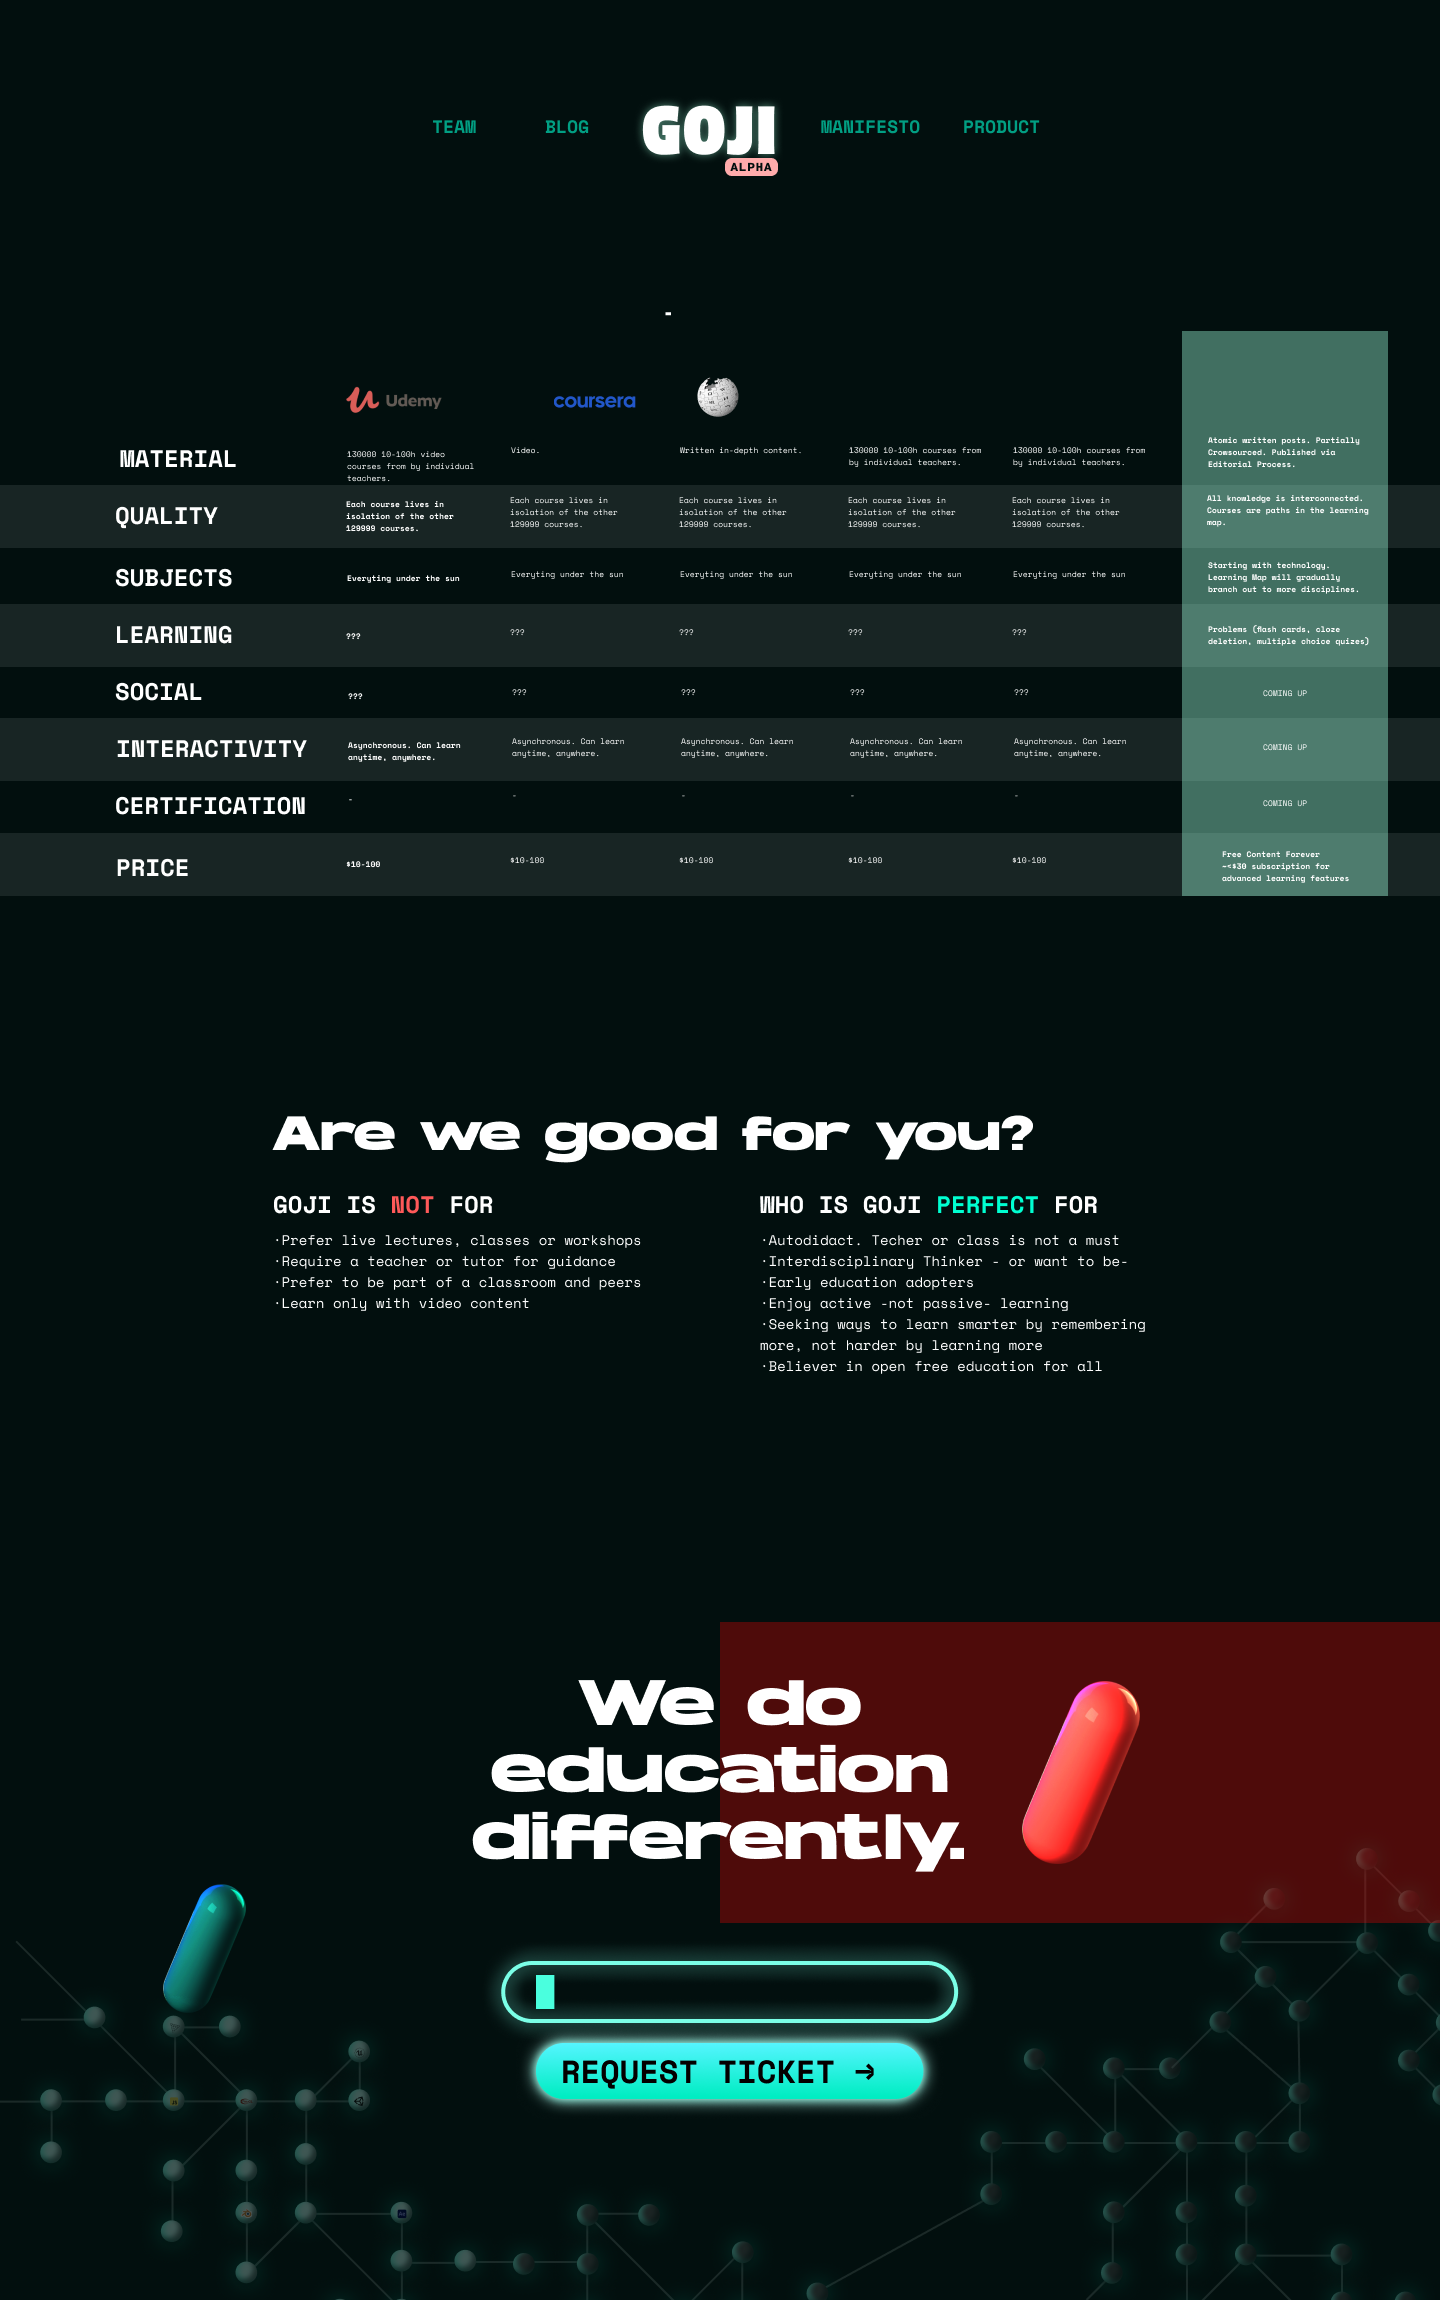 TEAM BLOG GOJI MANIFESTO PRODUCT
ALPHA
-
Udemy coursera
MATERIAL
130000 10-100h video
courses from by individual
teachers.
Video.
Written in-depth content.
130000 10-100h courses from
by individual teachers.
130000 10-100h courses from
by individual teachers.
Atomic written posts. Partially
Crowsourced. Published via
Editorial Process.
QUALITY
Each course lives in
isolation of the other
129999 courses.
Each course lives in
isolation of the other
129999 courses.
Each course lives in
isolation of the other
129999 courses.
Each course lives in
isolation of the other
129999 courses.
Each course lives in
isolation of the other
129999 courses.
All knowledge is interconnected.
Courses are paths in the learning
map.
SUBJECTS
Everyting under the sun
Everyting under the sun
Everyting under the sun
Everyting under the sun
Everyting under the sun
Starting with technology.
Learning Map will gradually
branch out to more disciplines.
LEARNING
???
???
???
???
???
Problems (flash cards, cloze
deletion, multiple choice quizes)
SOCIAL
???
???
???
???
???
COMING UP
INTERACTIVITY
Asynchronous. Can learn
anytime, anywhere.
Asynchronous. Can learn
anytime, anywhere.
Asynchronous. Can learn
anytime, anywhere.
Asynchronous. Can learn
anytime, anywhere.
Asynchronous. Can learn
anytime, anywhere.
COMING UP
CERTIFICATION
-
-
-
-
-
COMING UP
PRICE
$10-100
$10-100
$10-100
$10-100
$10-100
Free Content Forever
~<$30 subscription for
advanced learning features
Are we good for you?
GOJI IS NOT FOR
·Prefer live lectures, classes or workshops
·Require a teacher or tutor for guidance
·Prefer to be part of a classroom and peers
·Learn only with video content
WHO IS GOJI PERFECT FOR
·Autodidact. Techer or class is not a must
·Interdisciplinary Thinker - or want to be-
·Early education adopters
·Enjoy active -not passive- learning
·Seeking ways to learn smarter by remembering
more, not harder by learning more
·Believer in open free education for all
We do
education
differently.
REQUEST TICKET →